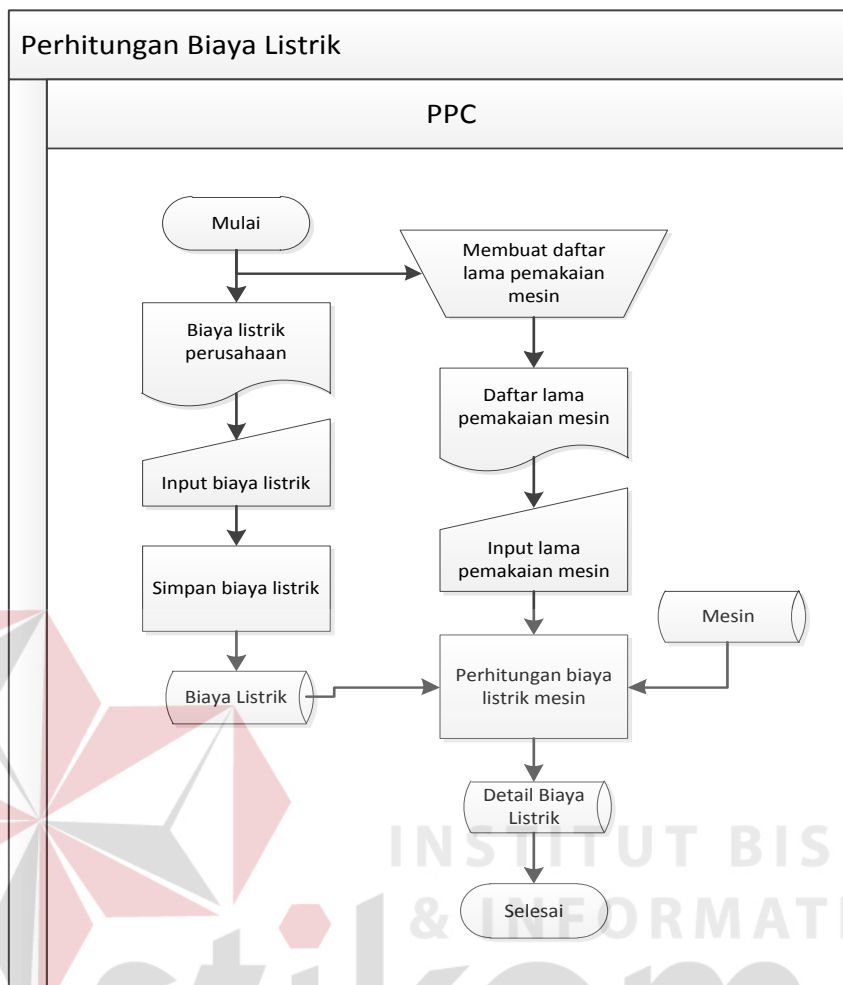 Perhitungan Biaya Listrik
PPC
Mulai
Membuat daftar
lama pemakaian
mesin
Biaya listrik
perusahaan
Daftar lama
pemakaian mesin
Input biaya listrik
Input lama
pemakaian mesin
Simpan biaya listrik
Mesin
Biaya Listrik
Perhitungan biaya
listrik mesin
Detail Biaya
Listrik
Selesai
INSTITUT BIS
& INFORMATI
stikom